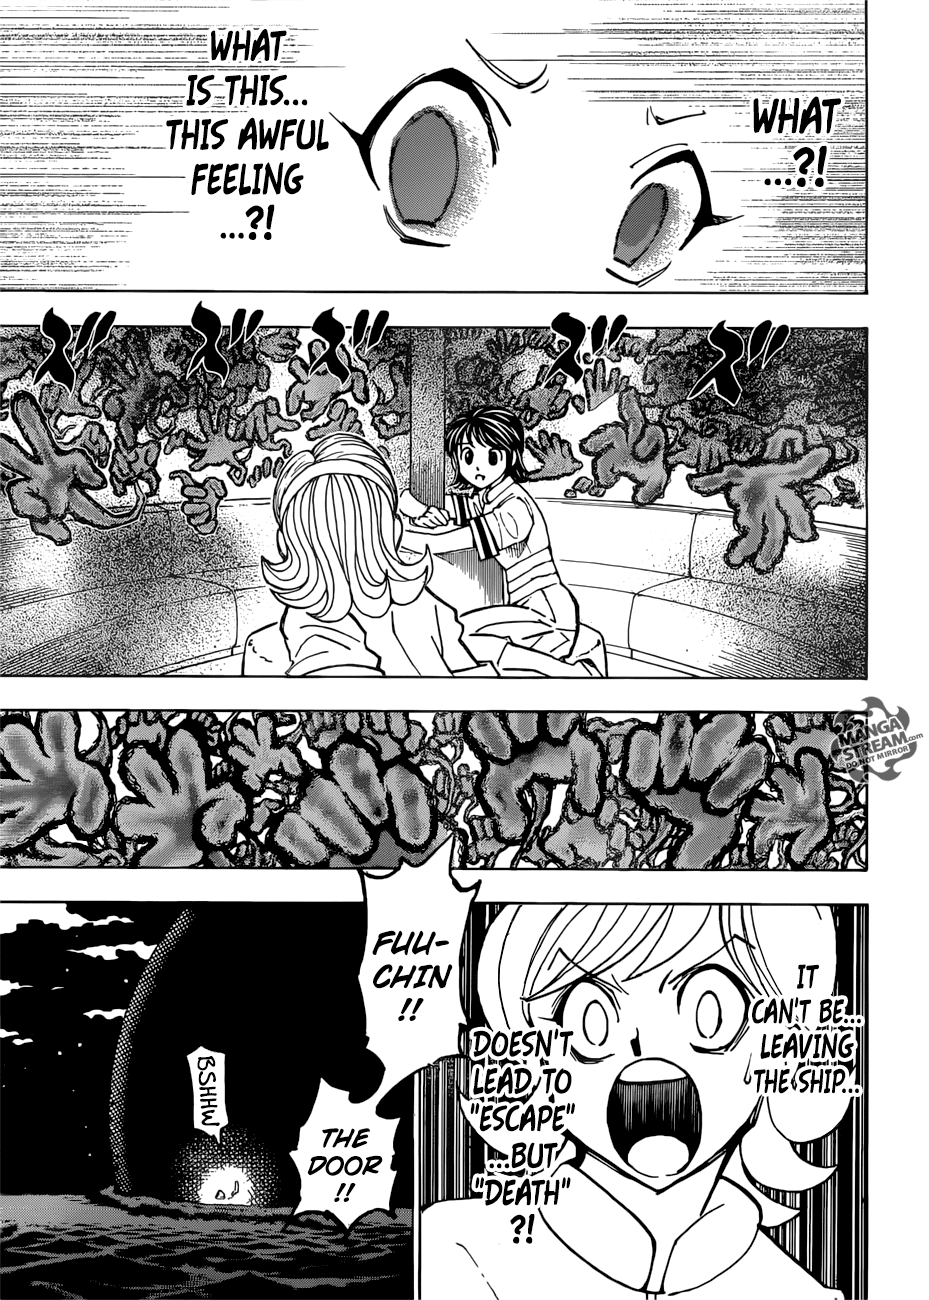 WHAT
...?!
WHAT
IS THIS...
THIS AWFUL
FEELING
...?!
ズ
ズ
ズ
ズ
ズ
MANGA
STREAM.com
DO NOT MIRROR
IT
CAN'T BE...
LEAVING
THE SHIP...
DOESN'T
LEAD TO
"ESCAPE"
...BUT
"DEATH"
?!
FUU-
CHIN
!!
THE
DOOR
!!
BSHHW